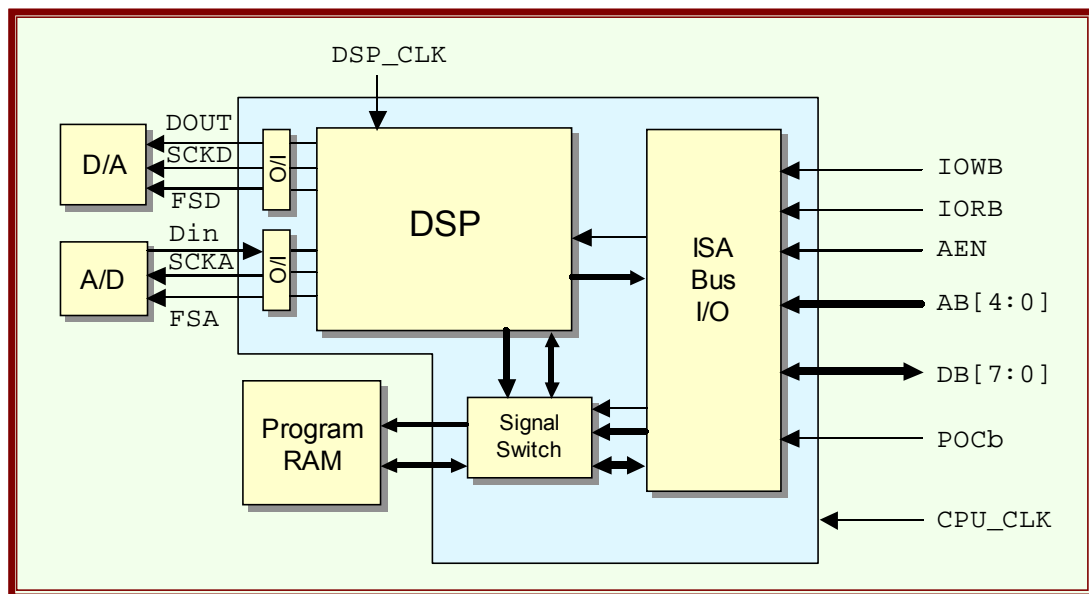 DSP_CLK
DOUT
SCKD
FSD
D/A
I/O
Din
SCKA
FSA
A/D
I/O
DSP
ISA
Bus
I/O
IOWB
IORB
AEN
AB[4:0]
DB[7:0]
POCb
CPU_CLK
Program
RAM
Signal
Switch